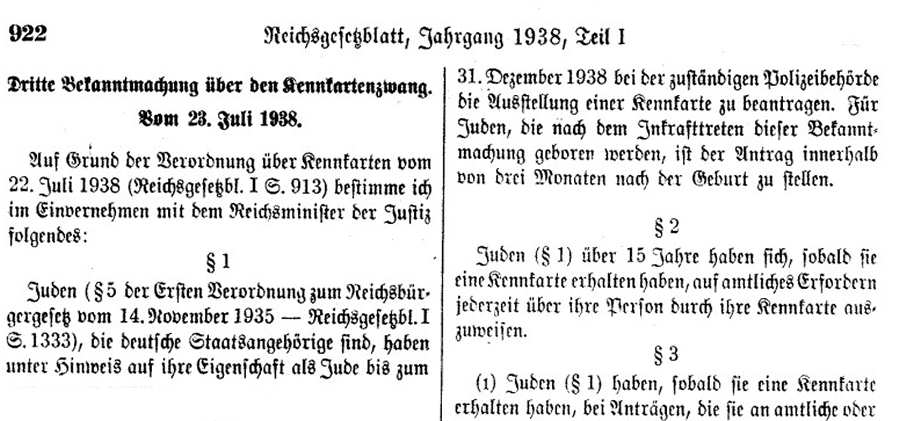 922
Reichsgesetzblatt, Jahrgang 1938, Teil I
Dritte Bekanntmachung über den Kennkartenzwang.
Vom 23. Juli 1938.
Auf Grund der Verordnung über Kennkarten vom
22. Juli 1938 (Reichsgesetzbl. I S. 913) bestimme ich
im Einvernehmen mit dem Reichsminister der Justiz
folgendes:
§ 1
Juden (§ 5 der Ersten Verordnung zum Reichsbür-
gergesetz vom 14. November 1935 — Reichsgesetzbl. I
S. 1333), die deutsche Staatsangehörige sind, haben
unter Hinweis auf ihre Eigenschaft als Jude bis zum
31. Dezember 1938 bei der zuständigen Polizeibehörde
die Ausstellung einer Kennkarte zu beantragen. Für
Juden, die nach dem Inkrafttreten dieser Bekannt-
machung geboren werden, ist der Antrag innerhalb
von drei Monaten nach der Geburt zu stellen.
§ 2
Juden (§ 1) über 15 Jahre haben sich, sobald sie
eine Kennkarte erhalten haben, auf amtliches Erfordern
jederzeit über ihre Person durch ihre Kennkarte aus-
zuweisen.
§ 3
(1) Juden (§ 1) haben, sobald sie eine Kennkarte
erhalten haben, bei Anträgen, die sie an amtliche oder